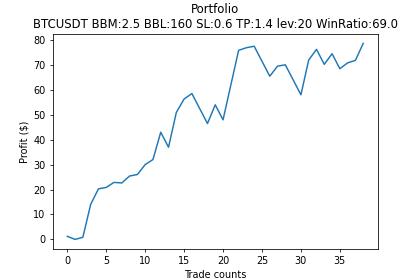 Portfolio
BTCUSDT BBM:2.5 BBL:160 SL:0.6 TP:1.4 lev:20 WinRatio:69.0
80
70
60
50
40
30
20
10
0
Profit ($)
0 5 10 15 20 25 30 35
Trade counts